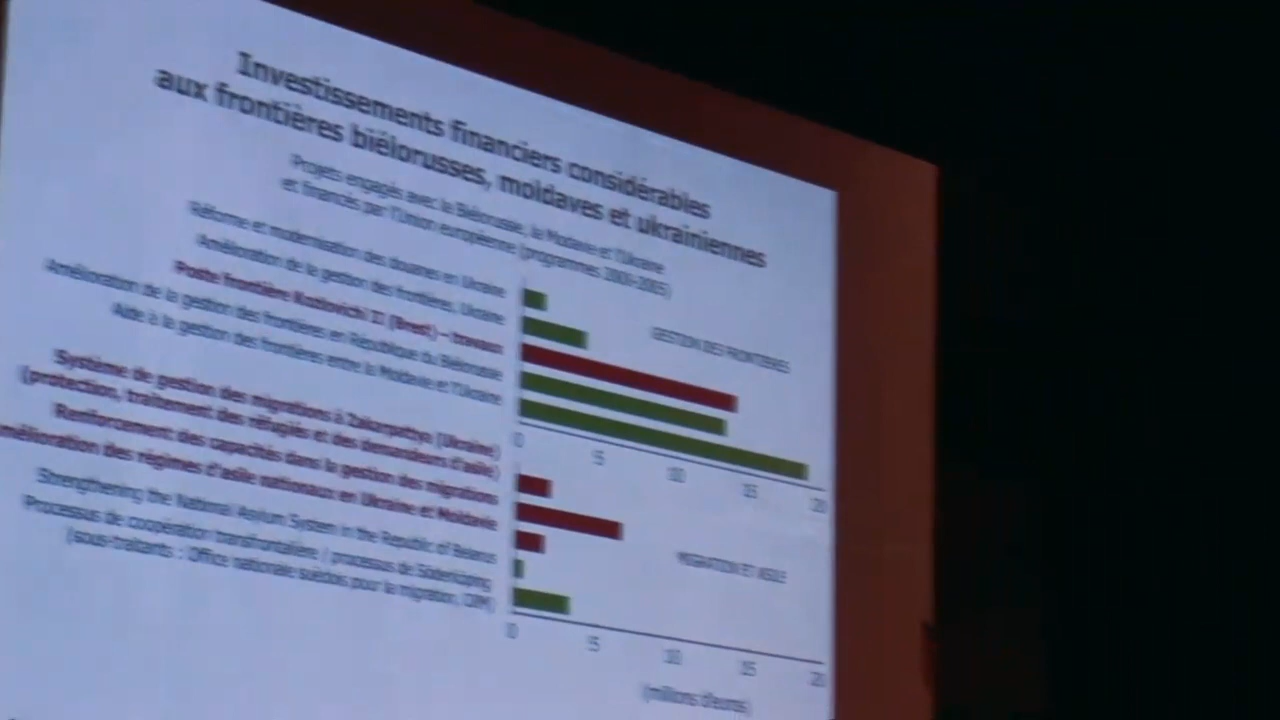 Investissements financiers considérables
aux frontières biélorusses, moldaves et ukrainiennes
Projets engagés avec la Biélorussie, la Moldavie et l'Ukraine
et financés par l'Union européenne (programmes 2000-2005)
Réforme et modernisation des douanes en Ukraine
Amélioration de la gestion des frontières, Ukraine
Poste frontière Kozlovichi II (Brest) - travaux
Amélioration de la gestion des frontières en République du Bélarus
Aide à la gestion des frontières entre la Moldavie et l'Ukraine
GESTION DES FRONTIÈRES
0 5 10 15 20
Système de gestion des migrations à Zakarpattya (Ukraine)
(protection, traitement des réfugiés et des demandeurs d'asile)
Renforcement des capacités dans la gestion des migrations
Amélioration des régimes d'asile nationaux en Ukraine et Moldavie
Strengthening the National Asylum System in the Republic of Belarus
Processus de coopération transfrontalière / processus de Söderköping
(sous-traitants : Office nationale suédois pour la migration, OIM)
MIGRATION ET ASILE
0 5 10 15 20
(millions d'euros)